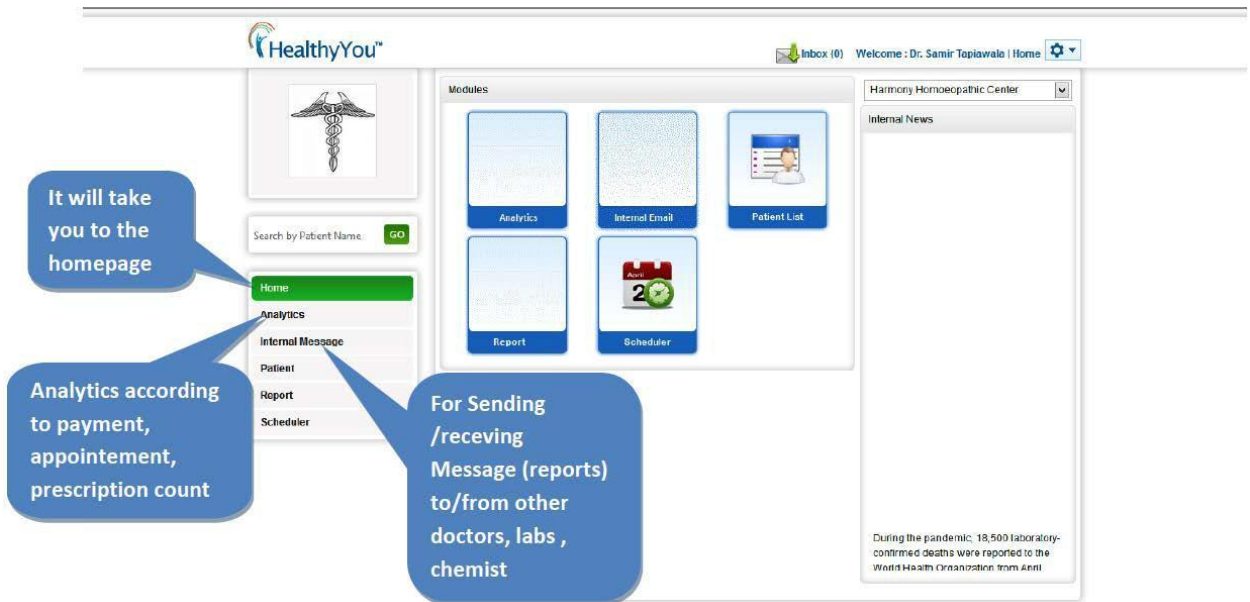 HealthyYou™
Inbox (0) Welcome : Dr. Samir Tapiawala | Home
Modules
Harmony Homoeopathic Center
Internal News
Analytics
Internal Email
Patient List
Report
April
2
Scheduler
Search by Patient Name
GO
Home
Analytics
Internal Message
Patient
Report
Scheduler
It will take
you to the
homepage
Analytics according
to payment,
appointement,
prescription count
For Sending
/receving
Message (reports)
to/from other
doctors, labs ,
chemist
During the pandemic, 18,500 laboratory-
confirmed deaths were reported to the
World Health Organization from April